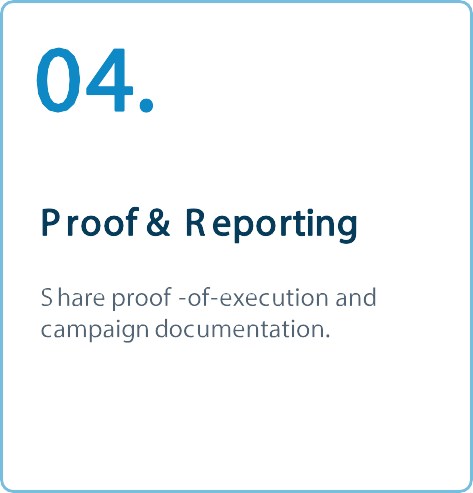 04.
Proof & Reporting
Share proof -of-execution and
campaign documentation.